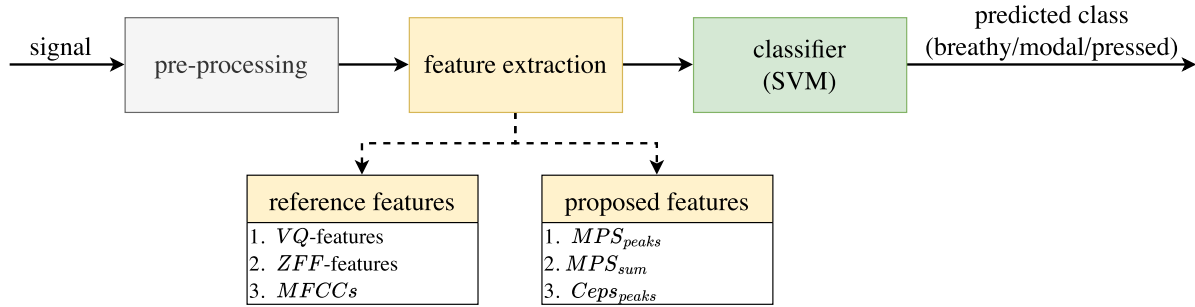 signal
pre-processing
feature extraction
classifier
(SVM)
predicted class
(breathy/modal/pressed)
reference features
1. VQ-features
2. ZFF-features
3. MFCCs
proposed features
1. MPS_peaks
2. MPS_sum
3. Ceps_peaks